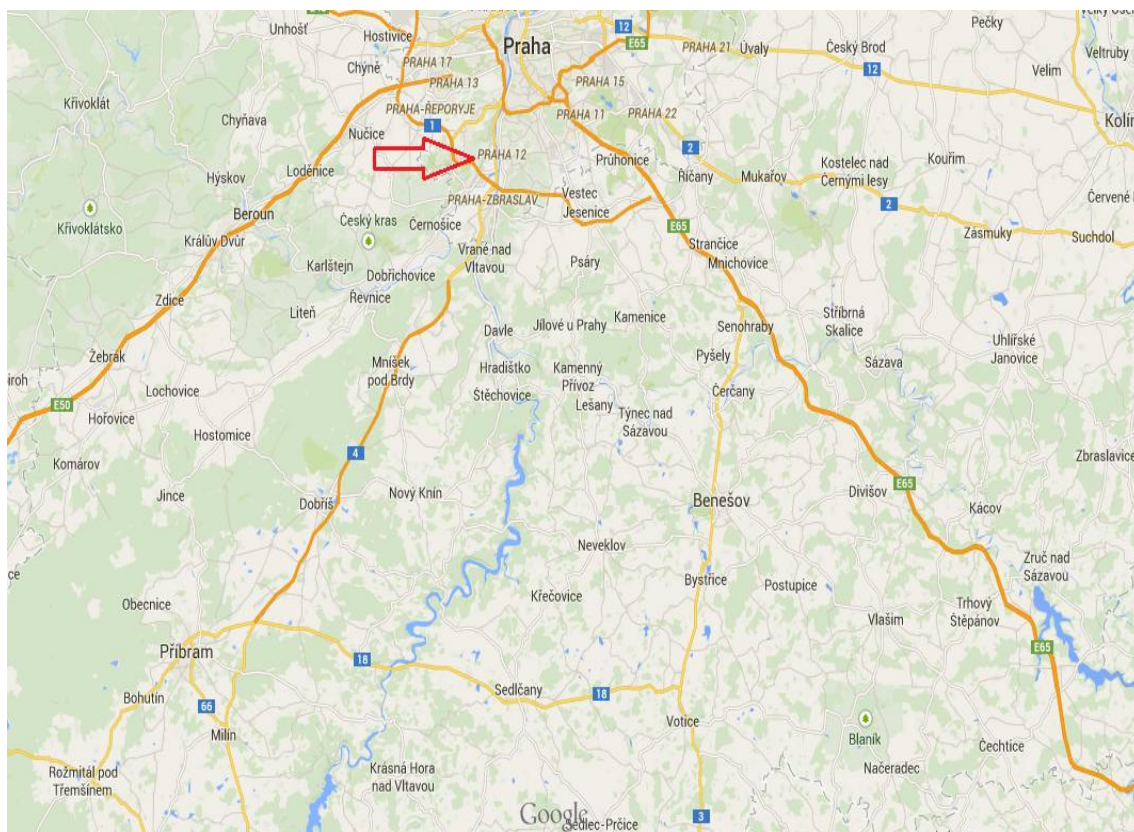 Unhošť
Hostivice
Praha
12
E65
PRAHA 21
Úvaly
Český Brod
12
Pečky
Veltruby
Velim
Chýně
PRAHA 17
PRAHA 13
PRAHA 15
Křivoklát
Chyňava
PRAHA-ŘEPORYJE
PRAHA 11
PRAHA 22
Kolín
Nučice
1
2
PRAHA 12
Průhonice
Kostelec nad
Černými lesy
Kouřim
Loděnice
Hýskov
Říčany
Mukařov
Červené
Beroun
PRAHA-ZBRASLAV
Vestec
Jesenice
2
Křivoklátsko
Český kras
Černošice
E65
Zásmuky
Suchdol
Králův Dvůr
Vrané nad
Vltavou
Strančice
Mnichovice
Karlštejn
Dobřichovice
Psáry
Zdice
Řevnice
Liteň
Kamenice
Stříbrná
Skalice
Davle
Jílové u Prahy
Senohraby
Uhlířské
Janovice
Žebrák
Mníšek
pod Brdy
Hradištko
Kamenný
Přívoz
Pyšely
Sázava
Lochovice
Štěchovice
Lešany
Čerčany
E50
Hořovice
Týnec nad
Sázavou
Hostomice
4
Zbraslavice
Komárov
Jince
Nový Knín
Benešov
Divišov
E65
Dobříš
Kácov
Neveklov
Zruč nad
Sázavou
Bystřice
Postupice
Obecnice
Křečovice
Vlašim
Trhový
Štěpánov
Příbram
18
E65
Bohutín
66
Sedlčany
18
Votice
Milín
Blaník
Čechtice
Rožmitál pod
Třemšínem
Krásná Hora
nad Vltavou
Načeradec
Google
Sedlec-Prčice
3